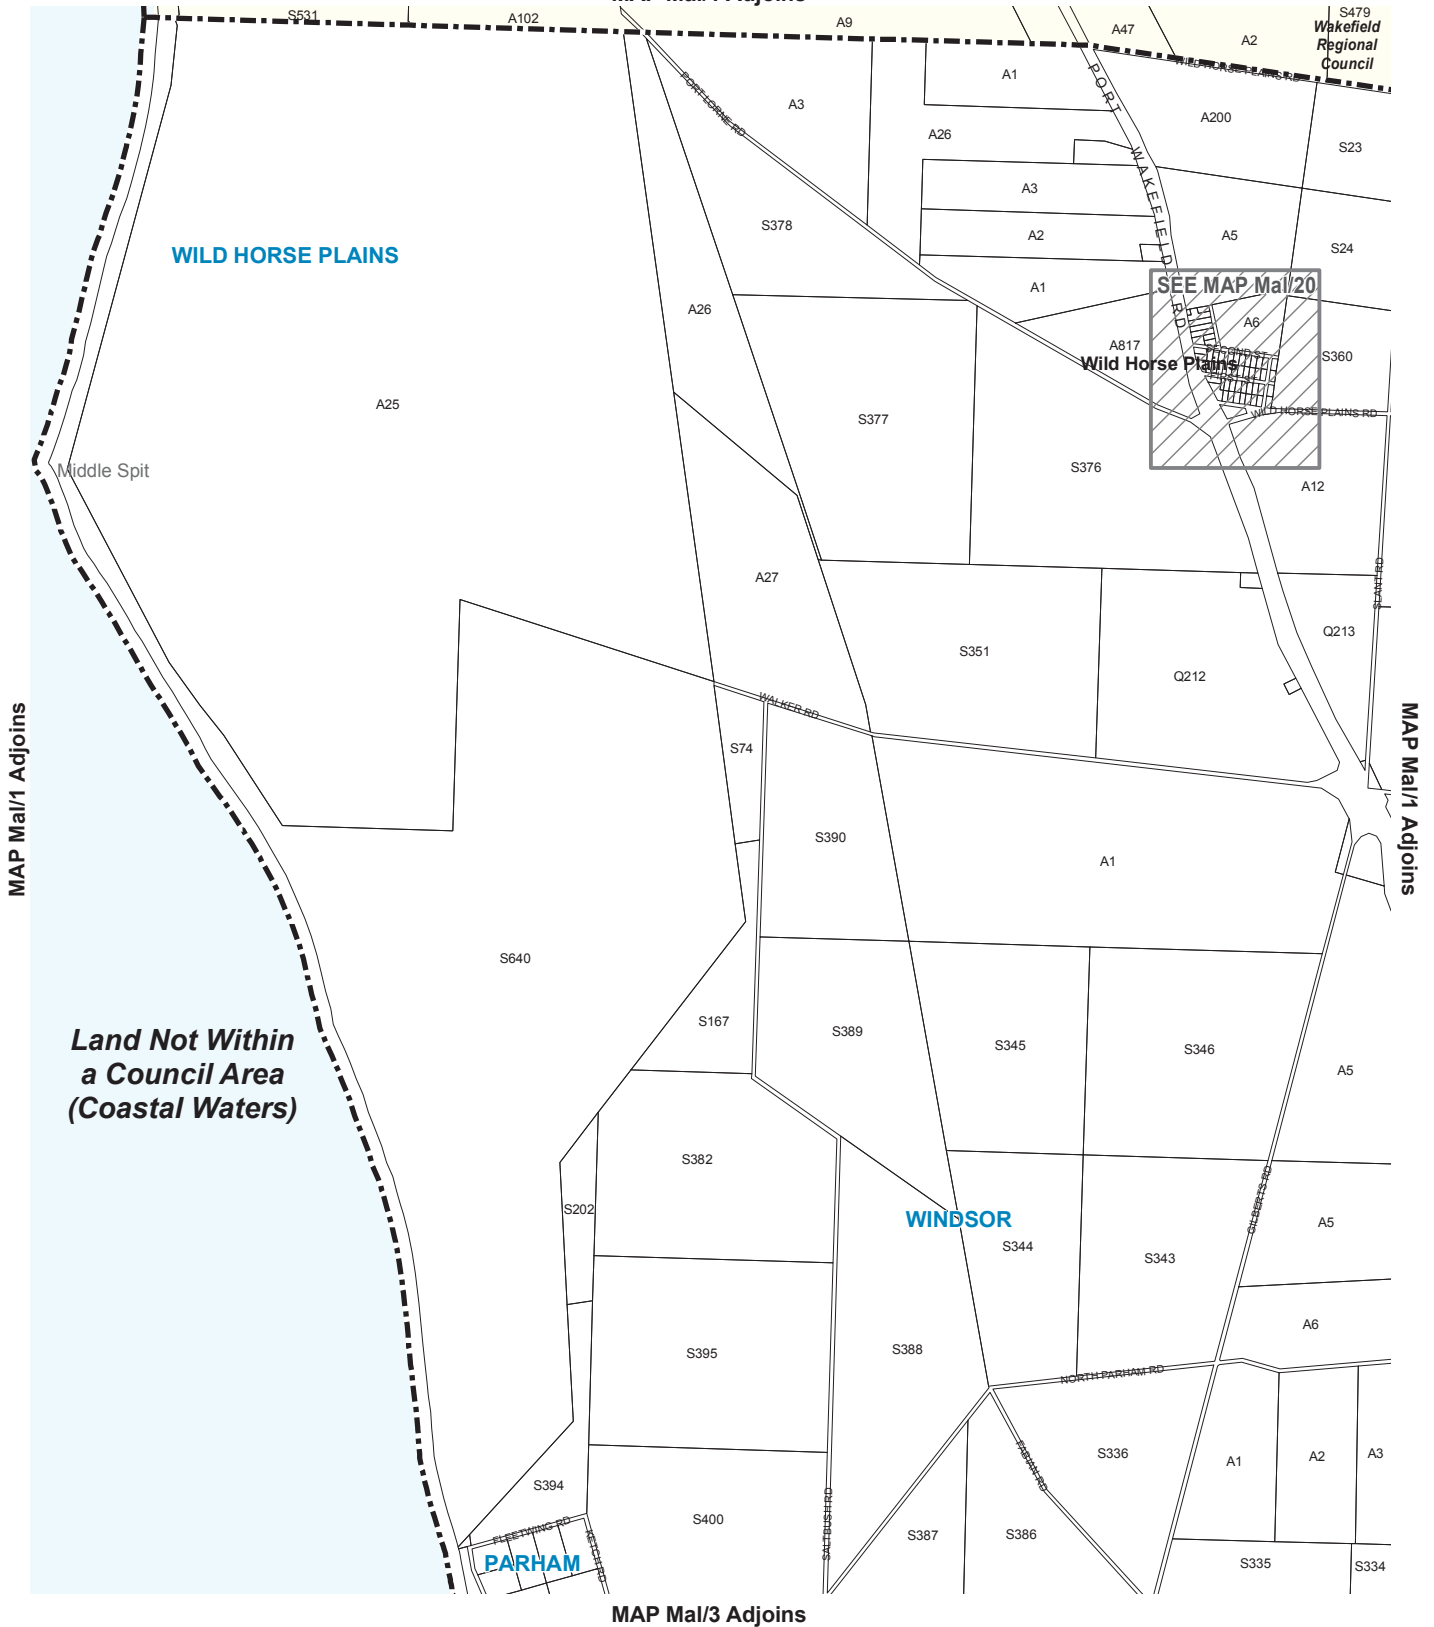 S531
A102
A9
A47
A2
S479
Wakefield
Regional
Council
WILD HORSE PLAINS RD
PORT LORNE RD
A3
A1
PORT WAKEFIELD RD
A200
A26
S23
A3
S378
A2
A5
S24
WILD HORSE PLAINS
A1
SEE MAP Mal/20
A26
A6
A817
SECOND ST
S360
Wild Horse Plains
A25
WILD HORSE PLAINS RD
S377
Middle Spit
S376
A12
A27
SLANT RD
Q213
S351
Q212
WALKER RD
S74
MAP Mal/1 Adjoins
MAP Mal/1 Adjoins
S390
A1
S640
S167
S389
S345
S346
A5
Land Not Within
a Council Area
(Coastal Waters)
S382
S202
WINDSOR
GILBERTS RD
A5
S344
S343
A6
S395
S388
NORTH PARHAM RD
S336
FABIAN RD
A1
A2
A3
S394
S400
SALTBUSH RD
FLEETWING RD
KETCH RD
S387
S386
PARHAM
S335
S334
MAP Mal/3 Adjoins